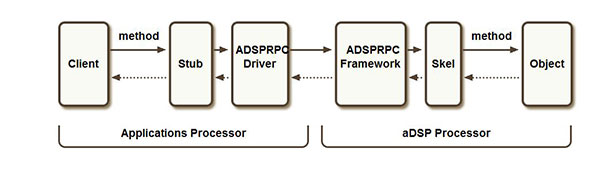 method
method
Client
Stub
ADSPRPC
Driver
ADSPRPC
Framework
Skel
Object
Applications Processor
aDSP Processor